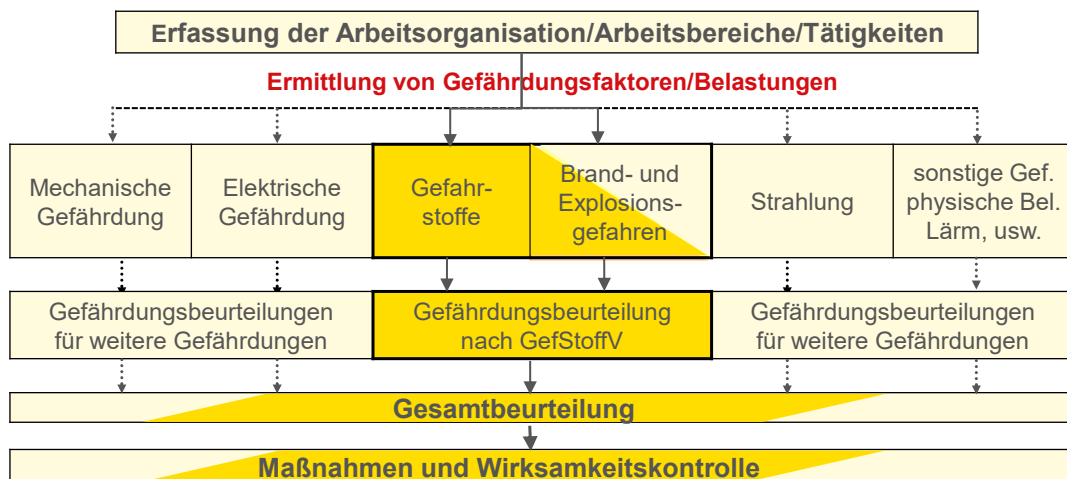 Erfassung der Arbeitsorganisation/Arbeitsbereiche/Tätigkeiten
Ermittlung von Gefährdungsfaktoren/Belastungen
Mechanische
Gefährdung
Elektrische
Gefährdung
Gefahr-
stoffe
Brand- und
Explosions-
gefahren
Strahlung
sonstige Gef.
physische Bel.
Lärm, usw.
Gefährdungsbeurteilungen
für weitere Gefährdungen
Gefährdungsbeurteilung
nach GefStoffV
Gefährdungsbeurteilungen
für weitere Gefährdungen
Gesamtbeurteilung
Maßnahmen und Wirksamkeitskontrolle